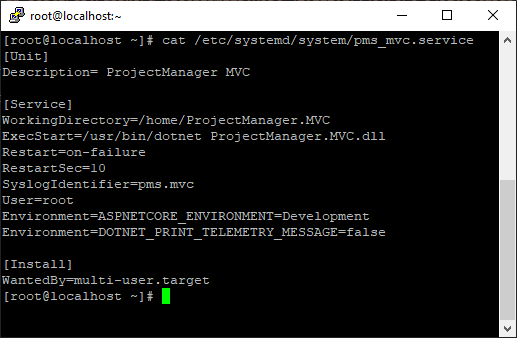 root@localhost:~
[root@localhost ~]# cat /etc/systemd/system/pms_mvc.service
[Unit]
Description= ProjectManager MVC
[Service]
WorkingDirectory=/home/ProjectManager.MVC
ExecStart=/usr/bin/dotnet ProjectManager.MVC.dll
Restart=on-failure
RestartSec=10
SyslogIdentifier=pms.mvc
User=root
Environment=ASPNETCORE_ENVIRONMENT=Development
Environment=DOTNET_PRINT_TELEMETRY_MESSAGE=false
[Install]
WantedBy=multi-user.target
[root@localhost ~]#